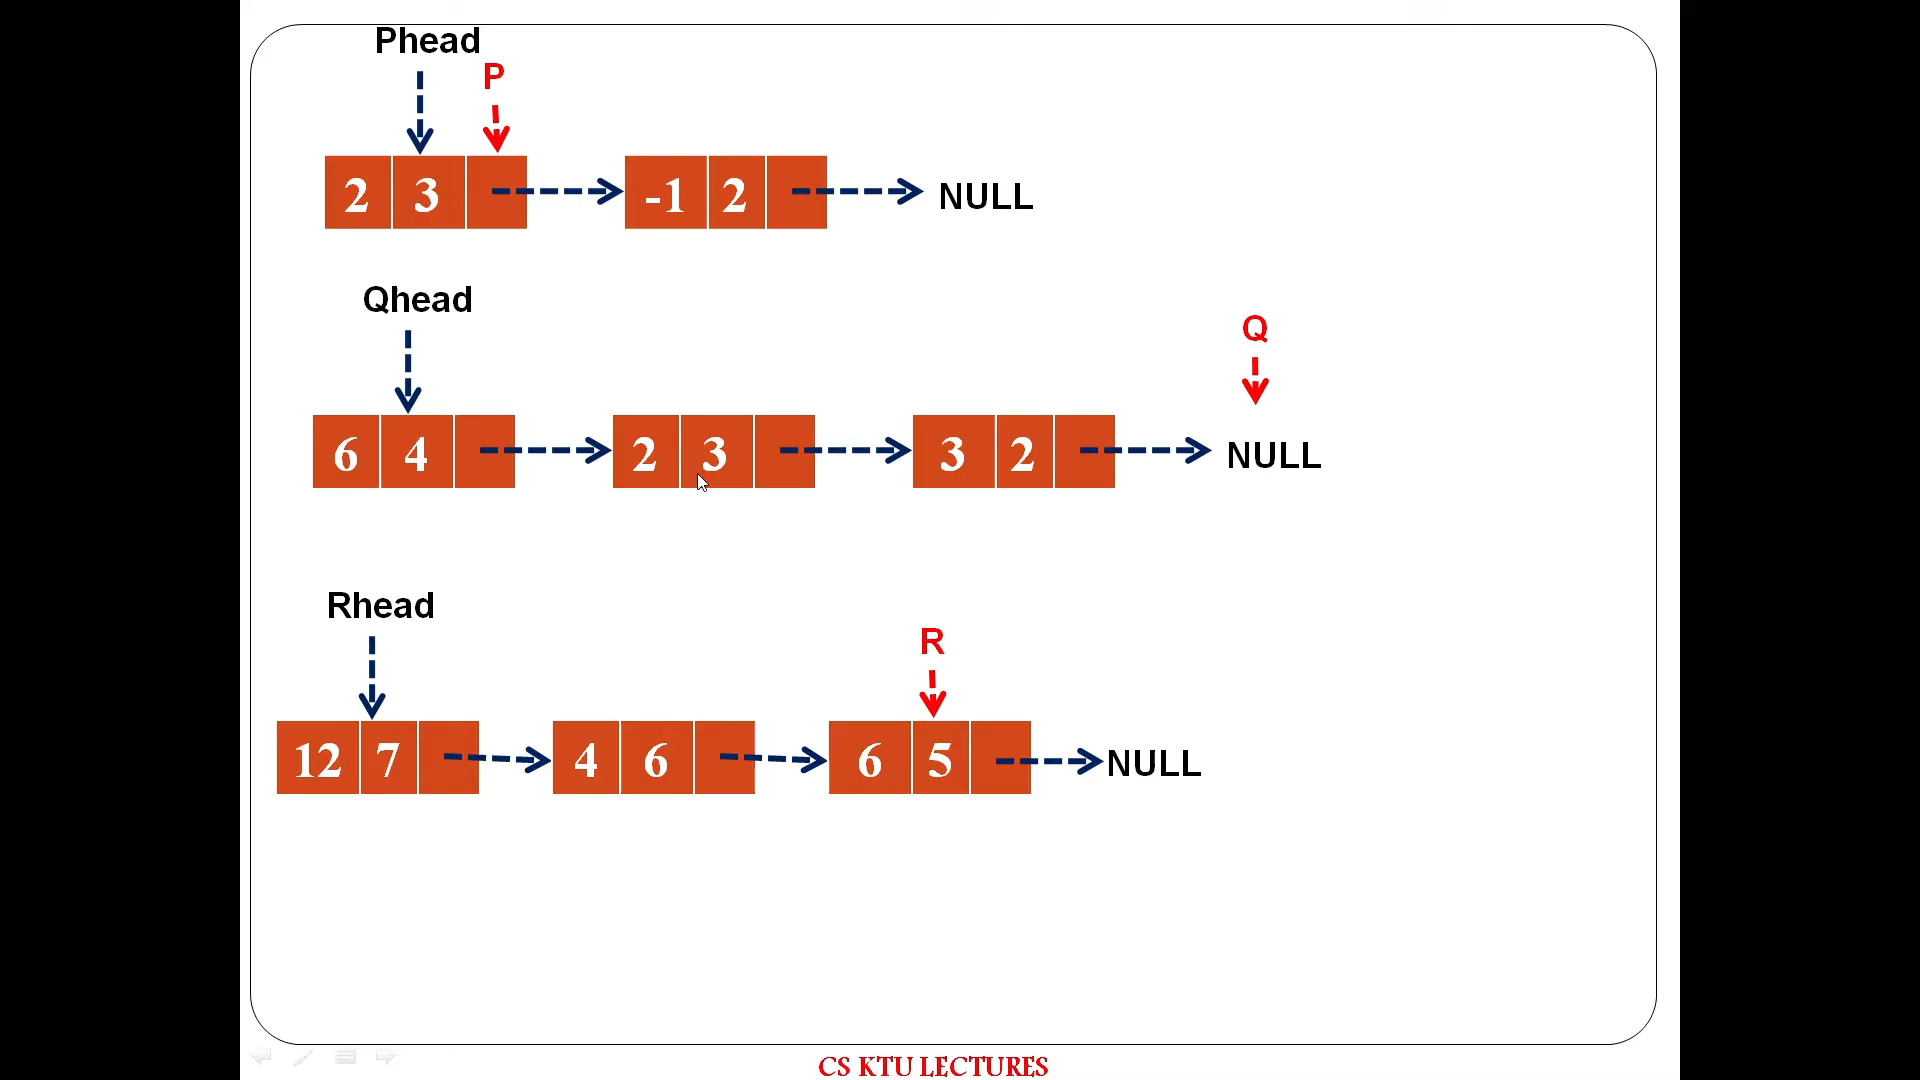 Phead
P
2 3 -1 2 NULL
Qhead
Q
6 4 2 3 3 2 NULL
Rhead
R
12 7 4 6 6 5 NULL
CS KTU LECTURES